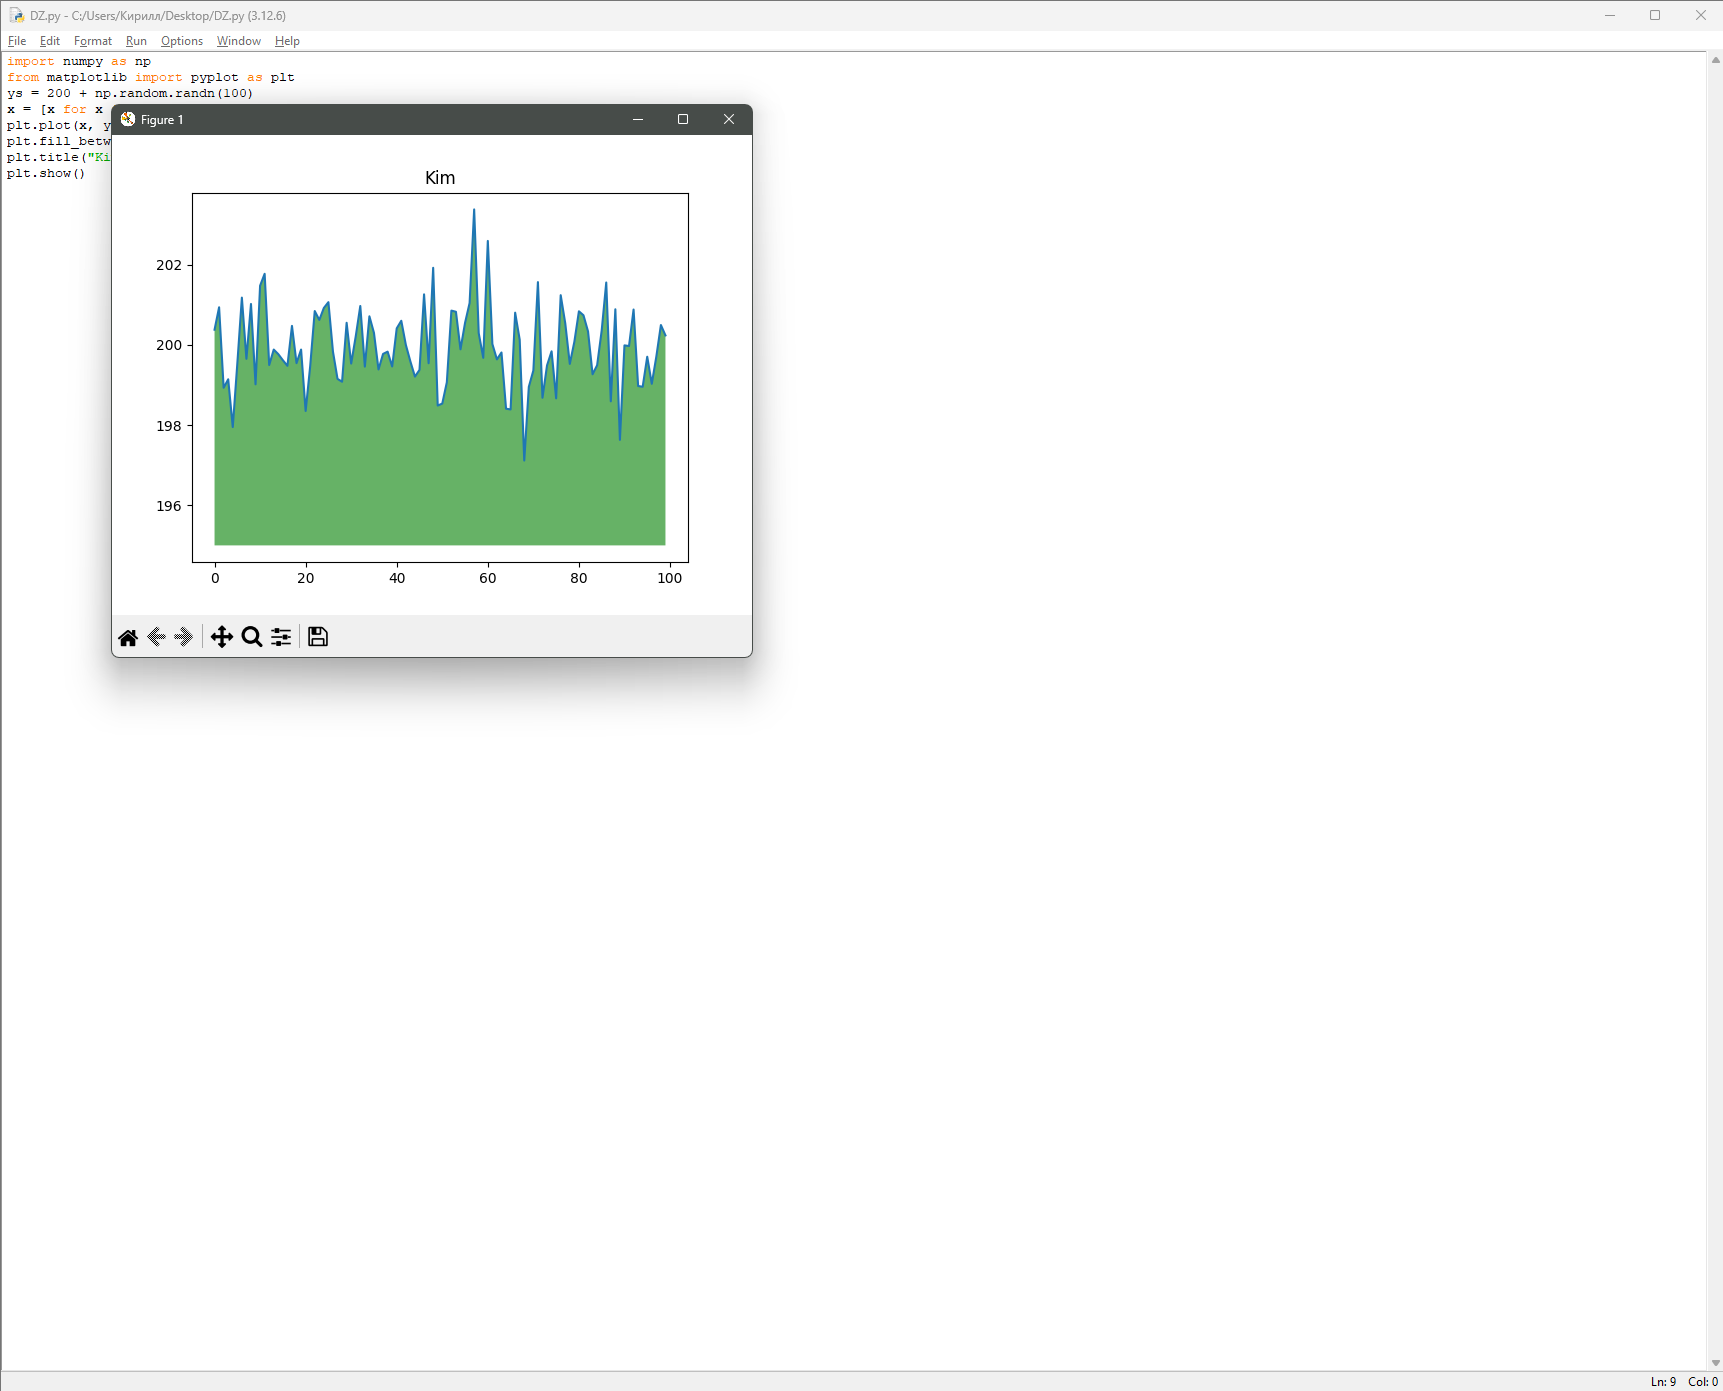 DZ.py - C:/Users/Кирилл/Desktop/DZ.py (3.12.6)
File Edit Format Run Options Window Help
import numpy as np
from matplotlib import pyplot as plt
ys = 200 + np.random.randn(100)
x = [x for x
plt.plot(x, y
plt.fill_betw
plt.title("Ki
plt.show()
Figure 1
Kim
202
200
198
196
0 20 40 60 80 100
Ln: 9 Col: 0